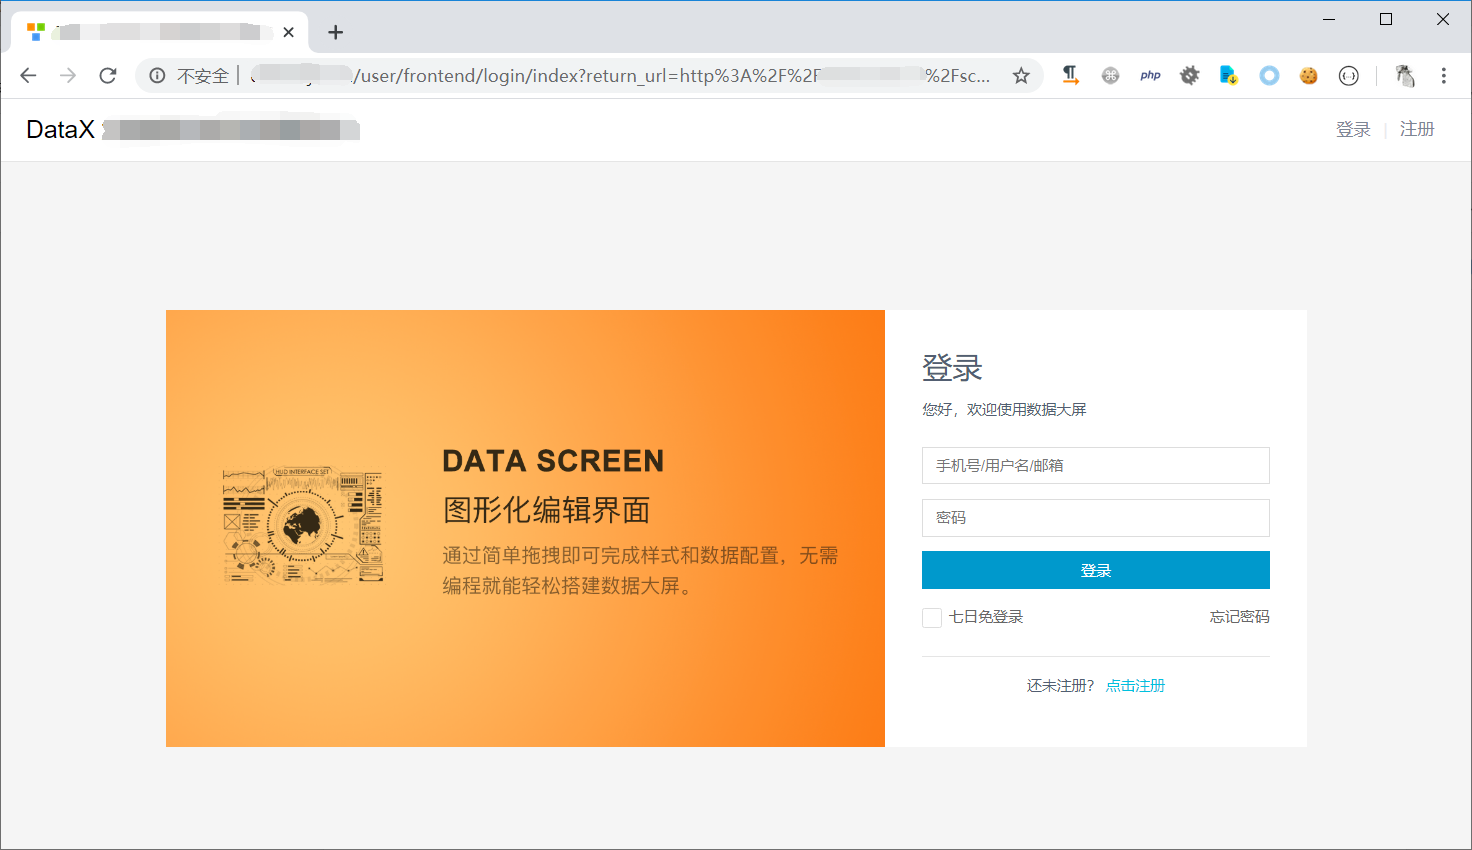 不安全 | /user/frontend/login/index?return_url=http%3A%2F%2F %2Fsc...
php
DataX
登录 | 注册
HUD INTERFACE SET
DATA SCREEN
图形化编辑界面
通过简单拖拽即可完成样式和数据配置，无需
编程就能轻松搭建数据大屏。
登录
您好，欢迎使用数据大屏
手机号/用户名/邮箱
密码
登录
七日免登录 忘记密码
还未注册？ 点击注册